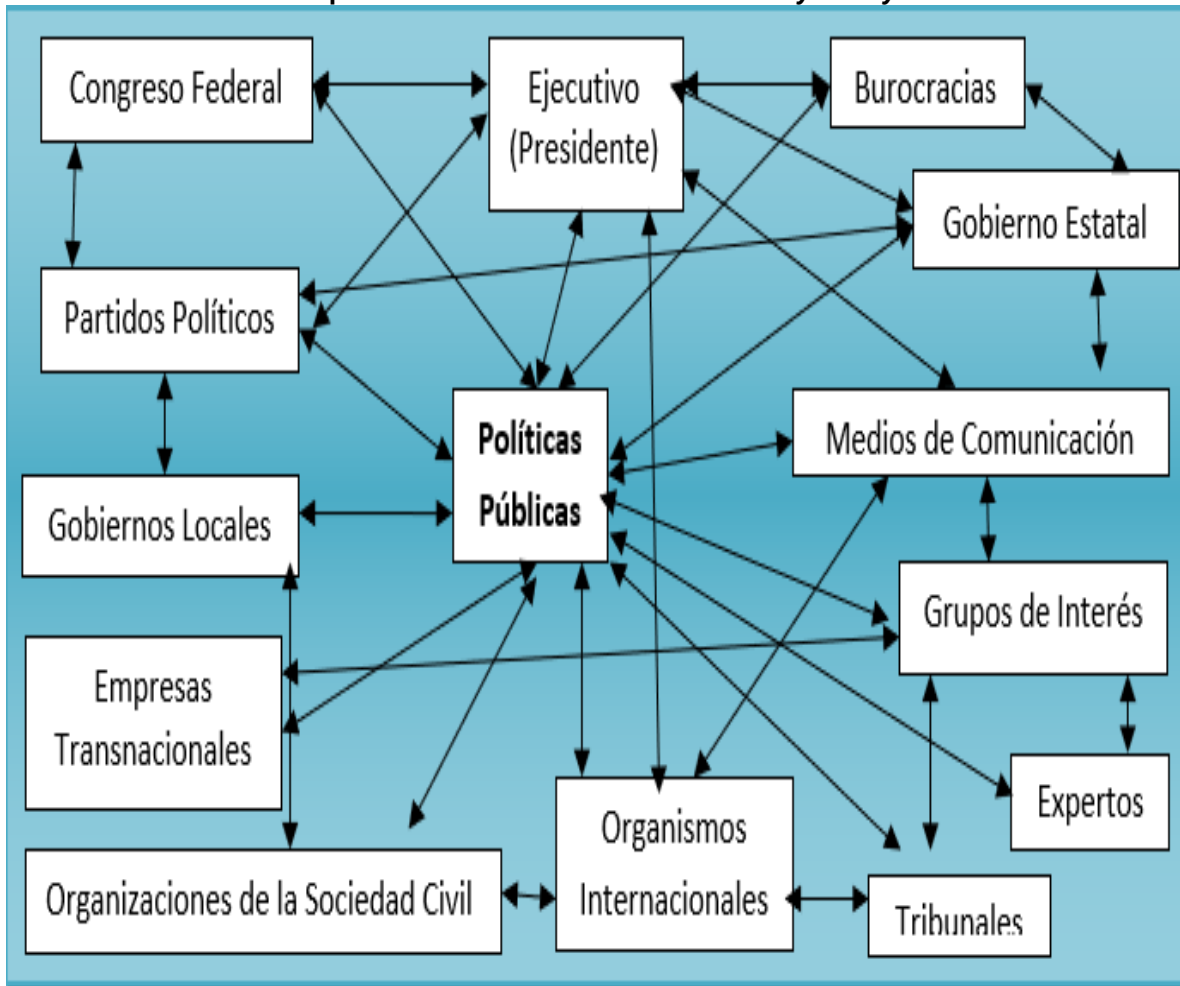 Congreso Federal
Ejecutivo
(Presidente)
Burocracias
Gobierno Estatal
Partidos Políticos
Políticas
Públicas
Medios de Comunicación
Gobiernos Locales
Grupos de Interés
Empresas
Transnacionales
Expertos
Organismos
Internacionales
Organizaciones de la Sociedad Civil
Tribunales